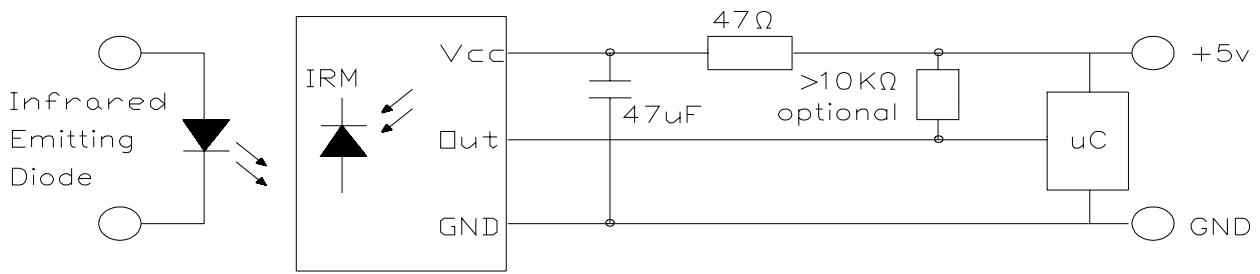 47Ω
Vcc
+5v
IRM
>10KΩ
optional
Infrared
Emitting
Diode
47uF
Out
uC
GND
GND